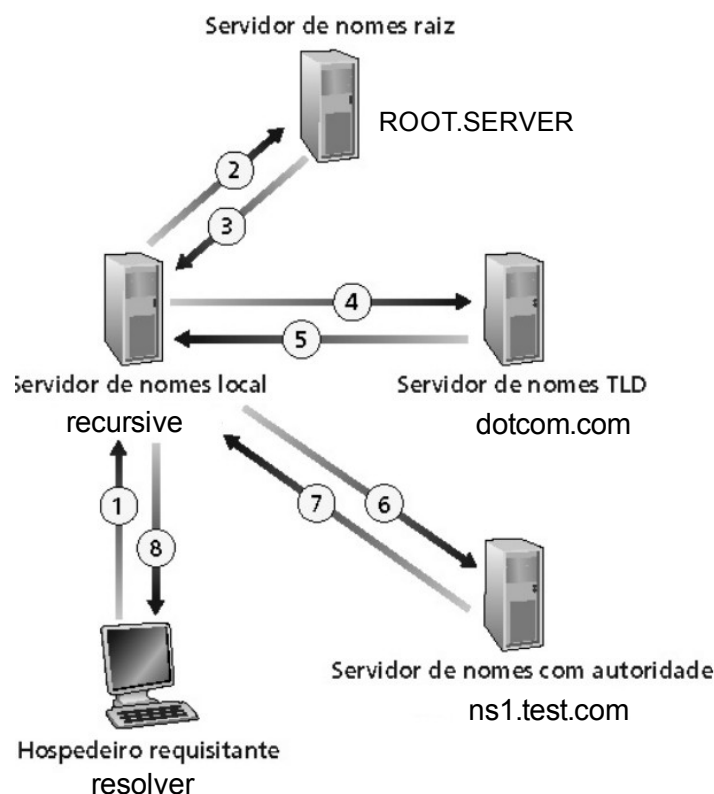 Servidor de nomes raiz
ROOT.SERVER
2
3
4
5
Servidor de nomes local
recursive
Servidor de nomes TLD
dotcom.com
1
8
7
6
Servidor de nomes com autoridade
ns1.test.com
Hospedeiro requisitante
resolver